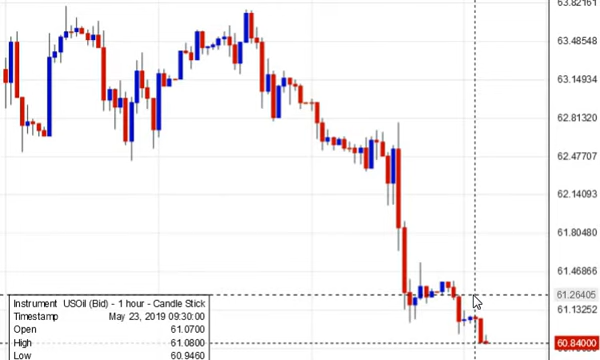 63.82161
63.48548
63.14934
62.81320
62.47707
62.14093
61.80480
61.46866
61.26405
61.13252
60.84000
Instrument USOil (Bid) - 1 hour - Candle Stick
Timestamp May 23, 2019 09:30:00
Open 61.0700
High 61.0800
Low 60.9460